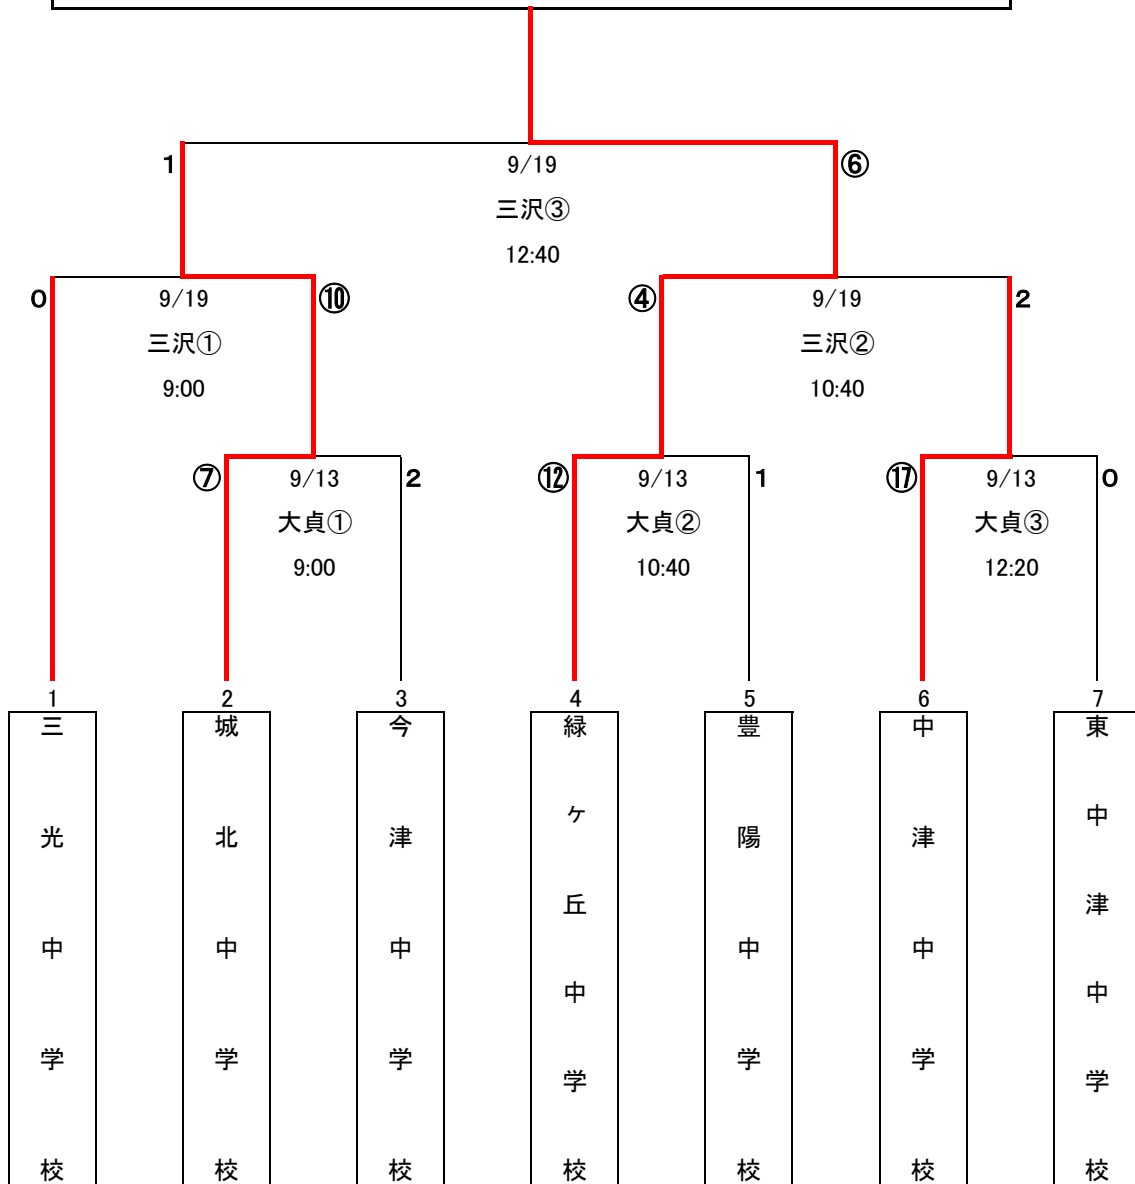 1
9/19
⑥
三沢③
12:40
0
9/19
⑩
④
9/19
2
三沢①
三沢②
9:00
10:40
⑦
9/13
2
⑫
9/13
1
⑰
9/13
0
大貞①
大貞②
大貞③
9:00
10:40
12:20
1
2
3
4
5
6
7
三光中学校
城北中学校
今津中学校
緑ヶ丘中学校
豊陽中学校
中津中学校
東中津中学校